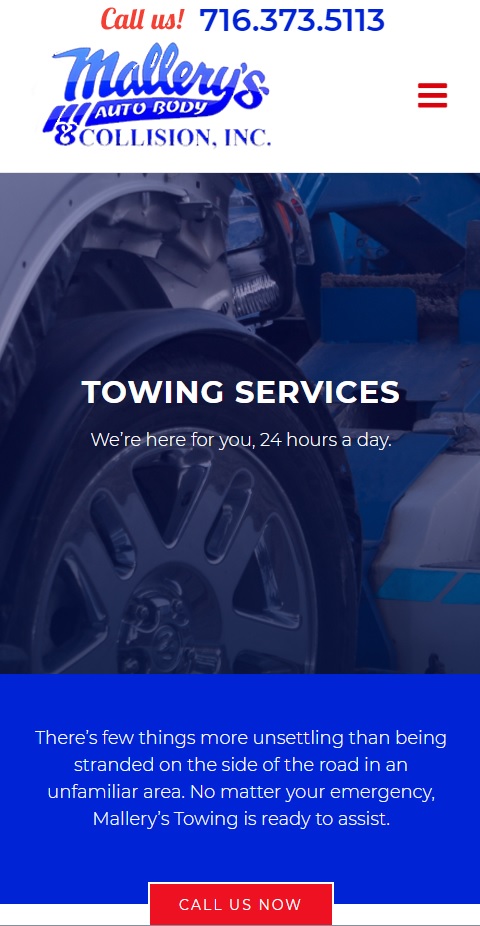 Call us! 716.373.5113
Mallery's
AUTO BODY
& COLLISION, INC.
TOWING SERVICES
We're here for you, 24 hours a day.
There's few things more unsettling than being
stranded on the side of the road in an
unfamiliar area. No matter your emergency,
Mallery's Towing is ready to assist.
CALL US NOW